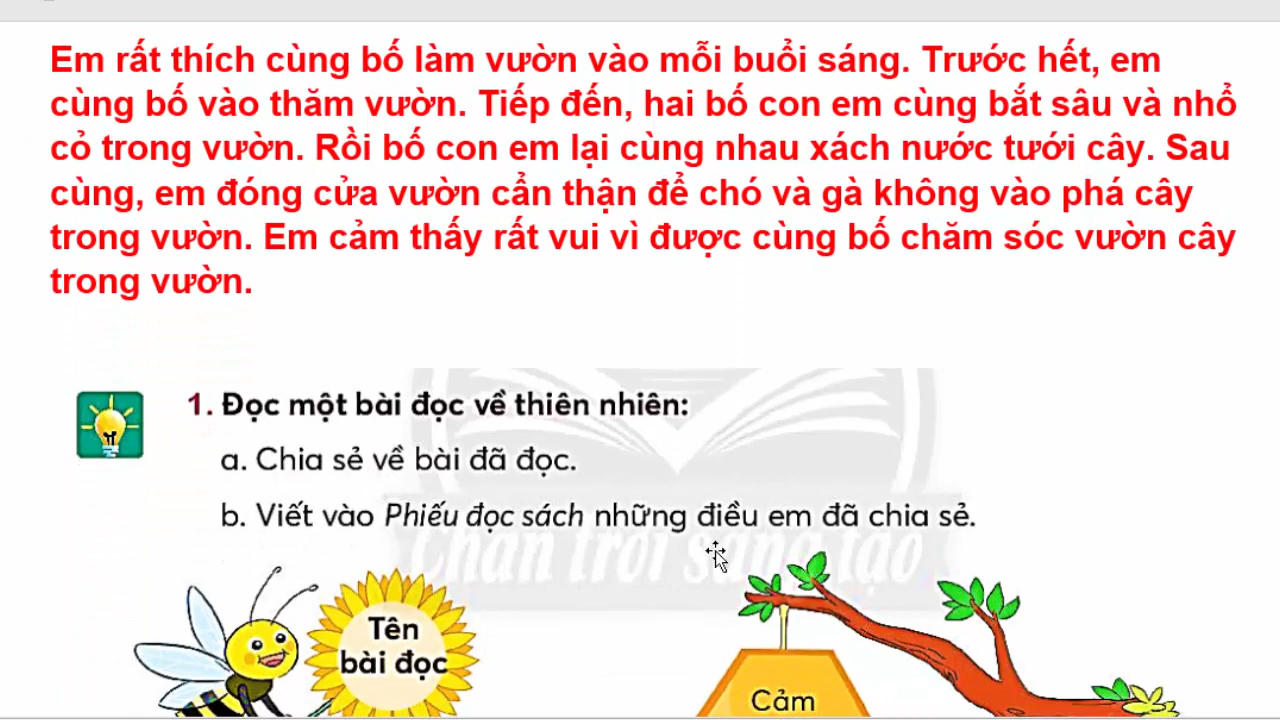 Em rất thích cùng bố làm vườn vào mỗi buổi sáng. Trước hết, em
cùng bố vào thăm vườn. Tiếp đến, hai bố con em cùng bắt sâu và nhổ
cỏ trong vườn. Rồi bố con em lại cùng nhau xách nước tưới cây. Sau
cùng, em đóng cửa vườn cẩn thận để chó và gà không vào phá cây
trong vườn. Em cảm thấy rất vui vì được cùng bố chăm sóc vườn cây
trong vườn.
1. Đọc một bài đọc về thiên nhiên:
a. Chia sẻ về bài đã đọc.
b. Viết vào Phiếu đọc sách những điều em đã chia sẻ.
Chân trời sáng tạo
Tên
bài đọc
Cảm